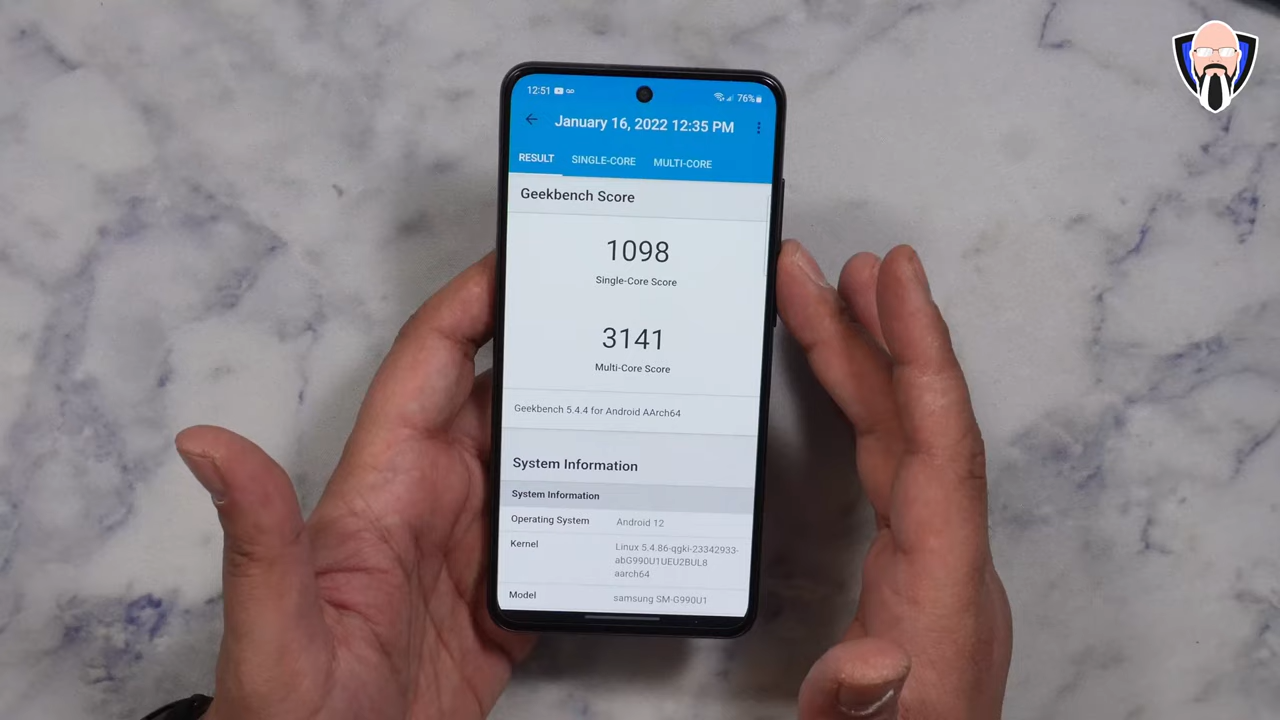 12:51
76%
January 16, 2022 12:35 PM
RESULT SINGLE-CORE MULTI-CORE
Geekbench Score
1098
Single-Core Score
3141
Multi-Core Score
Geekbench 5.4.4 for Android AArch64
System Information
System Information
Operating System Android 12
Kernel Linux 5.4.86-qgki-23342933-
abG990U1UEU2BUL8
aarch64
Model samsung SM-G990U1